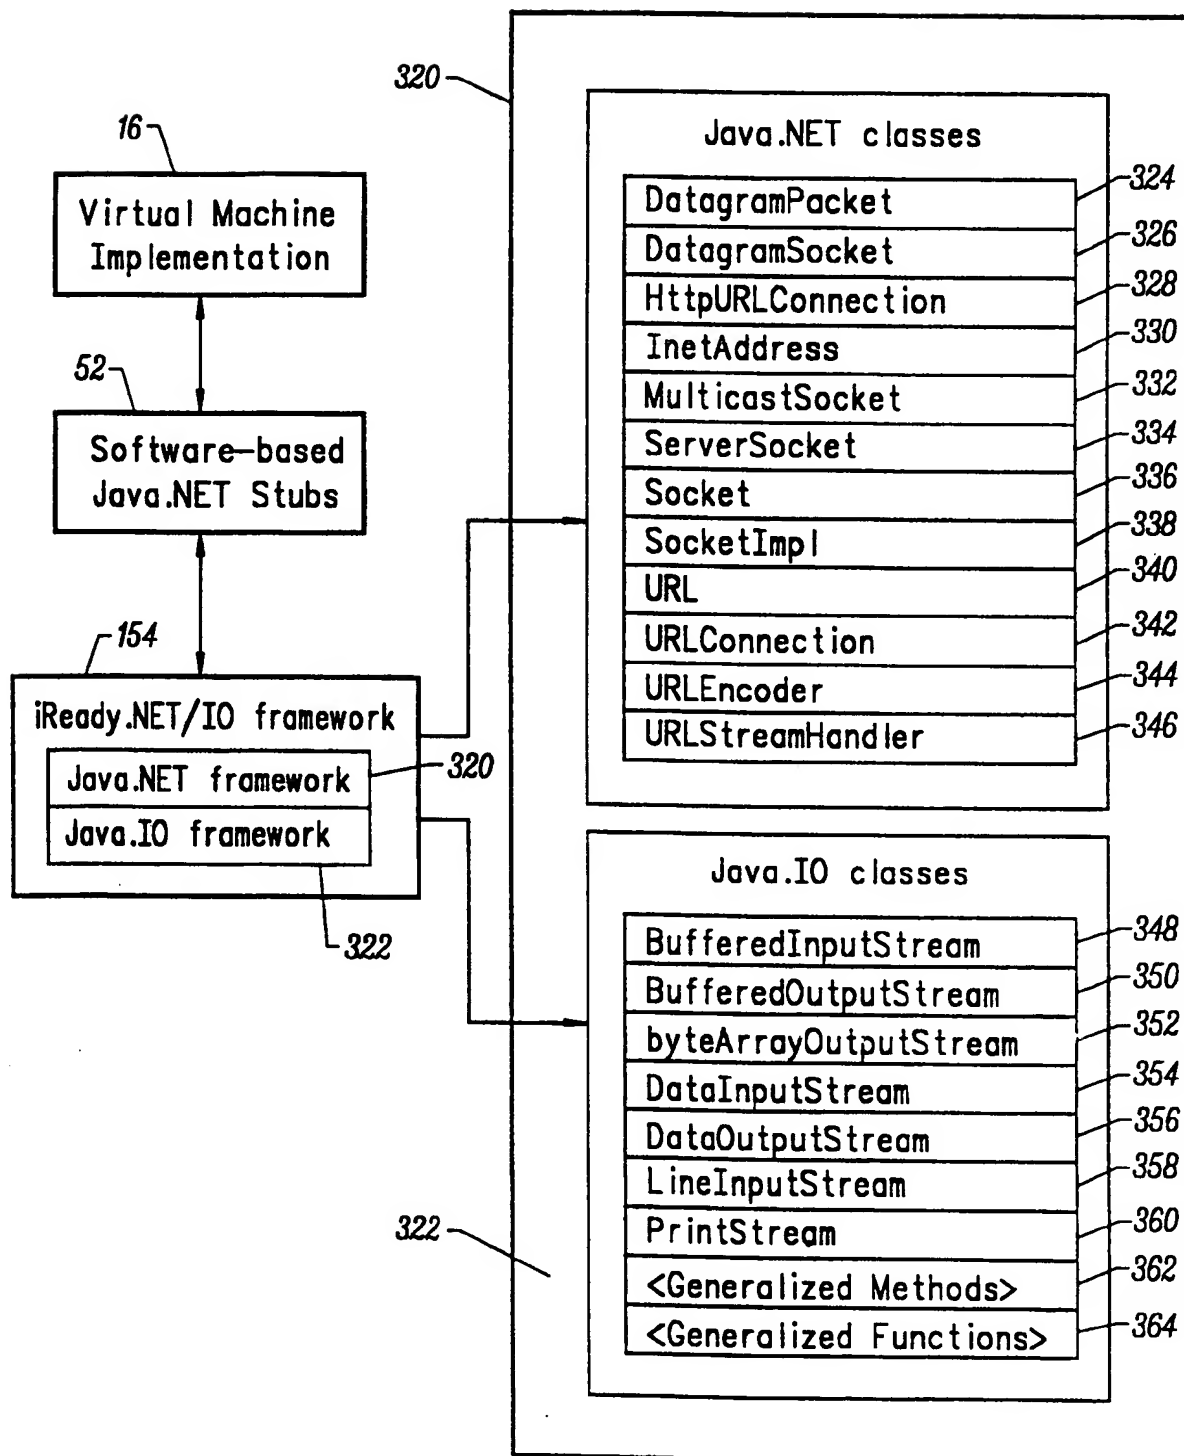 16
Virtual Machine
Implementation
52
Software-based
Java.NET Stubs
154
iReady.NET/IO framework
Java.NET framework
320
Java.IO framework
322
320
Java.NET classes
DatagramPacket
324
DatagramSocket
326
HttpURLConnection
328
InetAddress
330
MulticastSocket
332
ServerSocket
334
Socket
336
SocketImpl
338
URL
340
URLConnection
342
URLEncoder
344
URLStreamHandler
346
Java.IO classes
BufferedInputStream
348
BufferedOutputStream
350
byteArrayOutputStream
352
DataInputStream
354
DataOutputStream
356
LineInputStream
358
PrintStream
360
<Generalized Methods>
362
<Generalized Functions>
364
322